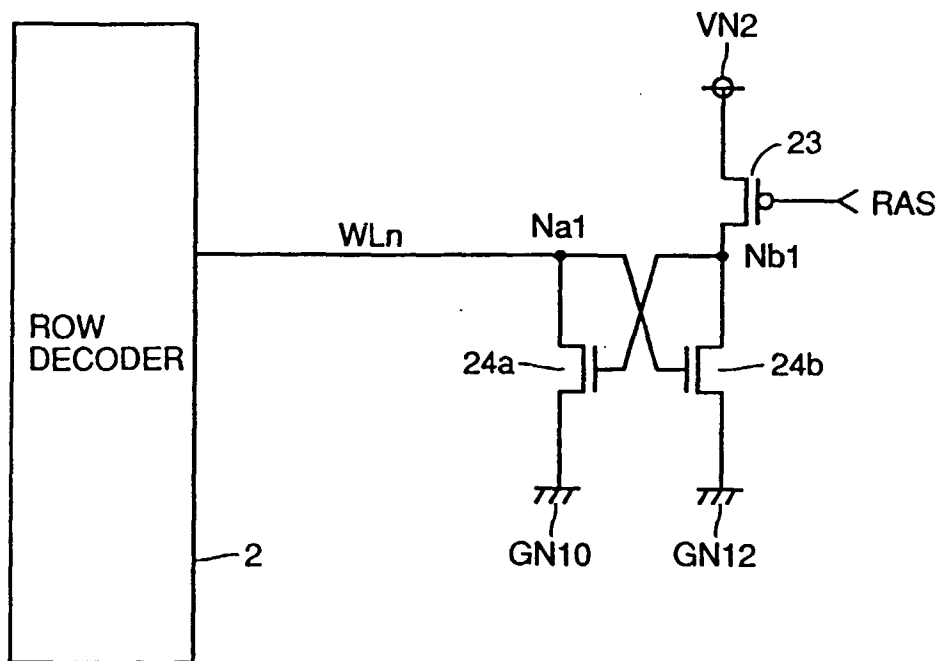 VN2
23
RAS
WLn
Na1
Nb1
ROW
DECODER
24a
24b
2
GN10
GN12